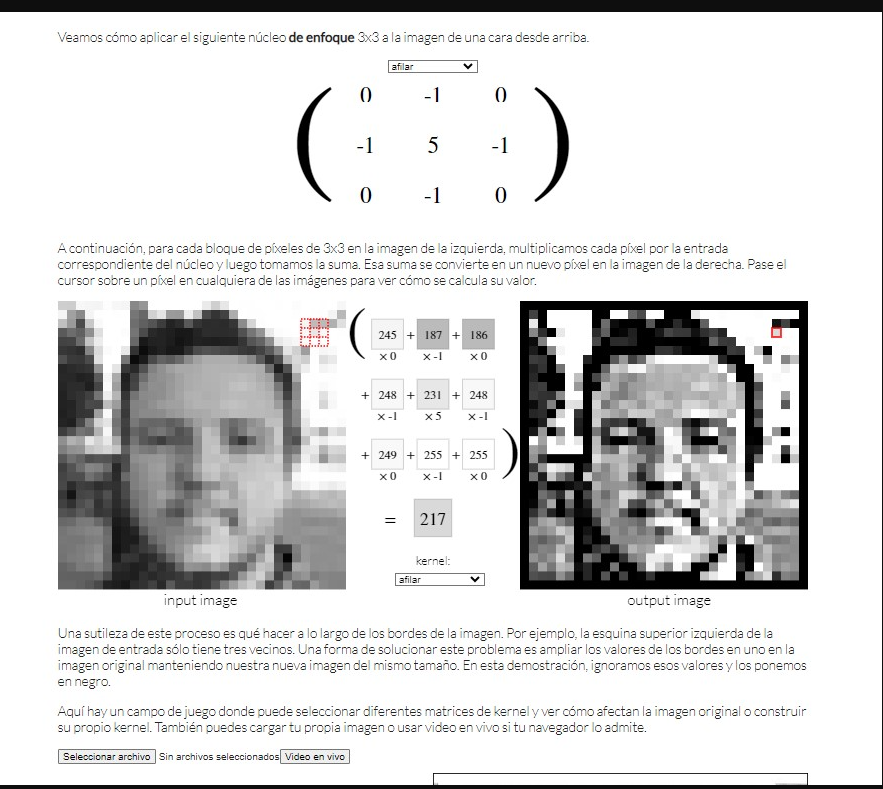 Veamos cómo aplicar el siguiente núcleo de enfoque 3x3 a la imagen de una cara desde arriba.
afilar
0 -1 0
-1 5 -1
0 -1 0
A continuación, para cada bloque de píxeles de 3x3 en la imagen de la izquierda, multiplicamos cada píxel por la entrada
correspondiente del núcleo y luego tomamos la suma. Esa suma se convierte en un nuevo píxel en la imagen de la derecha. Pase el
cursor sobre un píxel en cualquiera de las imágenes para ver cómo se calcula su valor.
( 245 + 187 + 186
×0 ×-1 ×0
+ 248 + 231 + 248
×-1 ×5 ×-1
+ 249 + 255 + 255 )
×0 ×-1 ×0
= 217
kernel:
afilar
input image
output image
Una sutileza de este proceso es qué hacer a lo largo de los bordes de la imagen. Por ejemplo, la esquina superior izquierda de la
imagen de entrada sólo tiene tres vecinos. Una forma de solucionar este problema es ampliar los valores de los bordes en uno en la
imagen original manteniendo nuestra nueva imagen del mismo tamaño. En esta demostración, ignoramos esos valores y los ponemos
en negro.
Aquí hay un campo de juego donde puede seleccionar diferentes matrices de kernel y ver cómo afectan la imagen original o construir
su propio kernel. También puedes cargar tu propia imagen o usar video en vivo si tu navegador lo admite.
Seleccionar archivo Sin archivos seleccionados Video en vivo